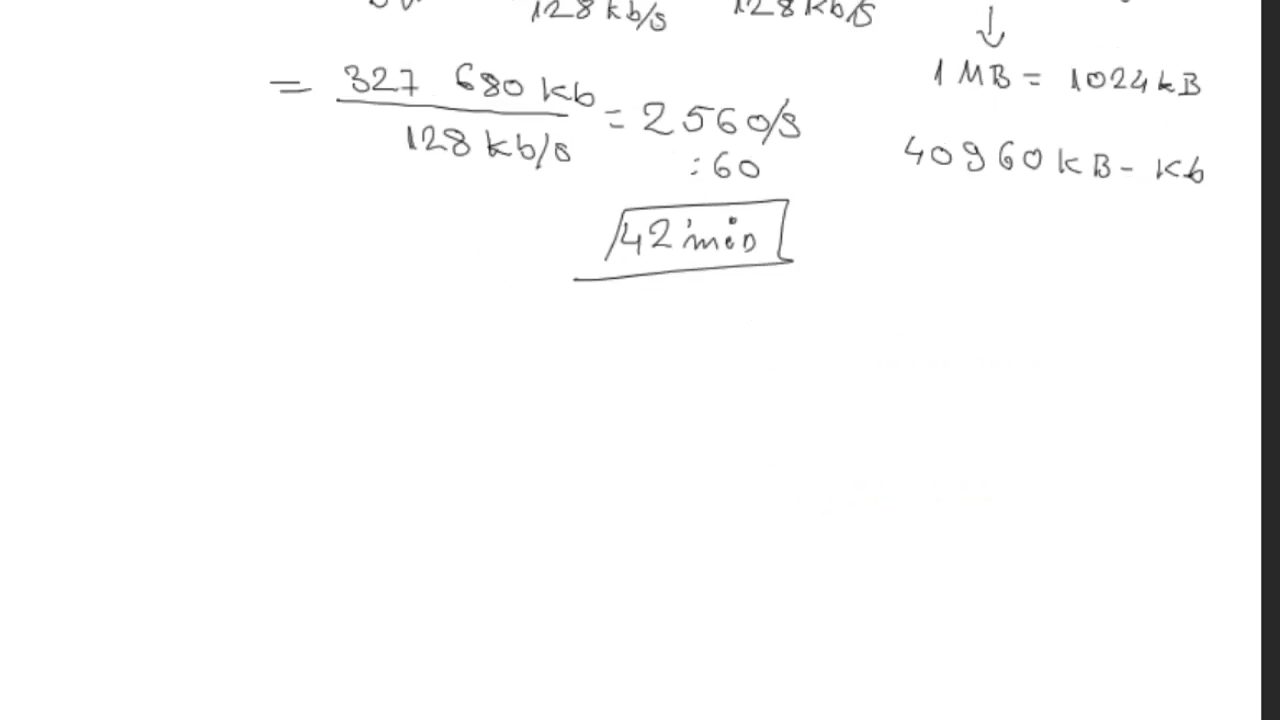 128 kb/s 128 kb/s
= 327 680 kb / 128 kb/s = 2560/s
:60
42 min
1 MB = 1024 kB
40960 kB - Kb